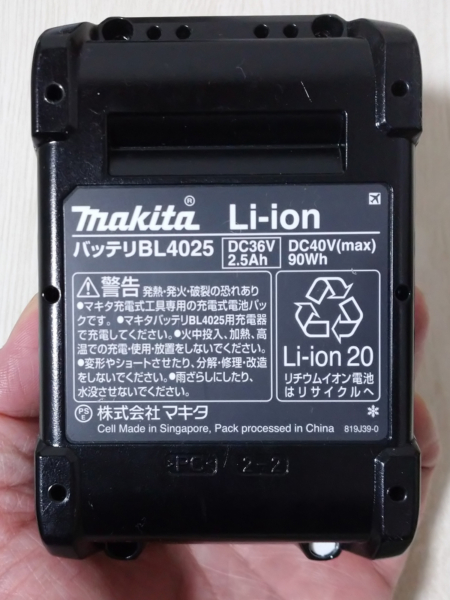 makita® Li-ion
バッテリBL4025 DC36V DC40V(max)
2.5Ah 90Wh
警告 発熱・発火・破裂の恐れあり
●マキタ充電式工具専用の充電式電池パッ
クです。●マキタバッテリBL4025用充電器
で充電してください。●火中投入、加熱、高
温での充電・使用・放置をしないでください。
●変形やショートさせたり、分解・修理・改造
をしないでください。●雨ざらしにしたり、
水没させないでください。
Li-ion 20
リチウムイオン電池
はリサイクルへ
PS 株式会社マキタ *
Cell Made in Singapore, Pack processed in China 819J39-0